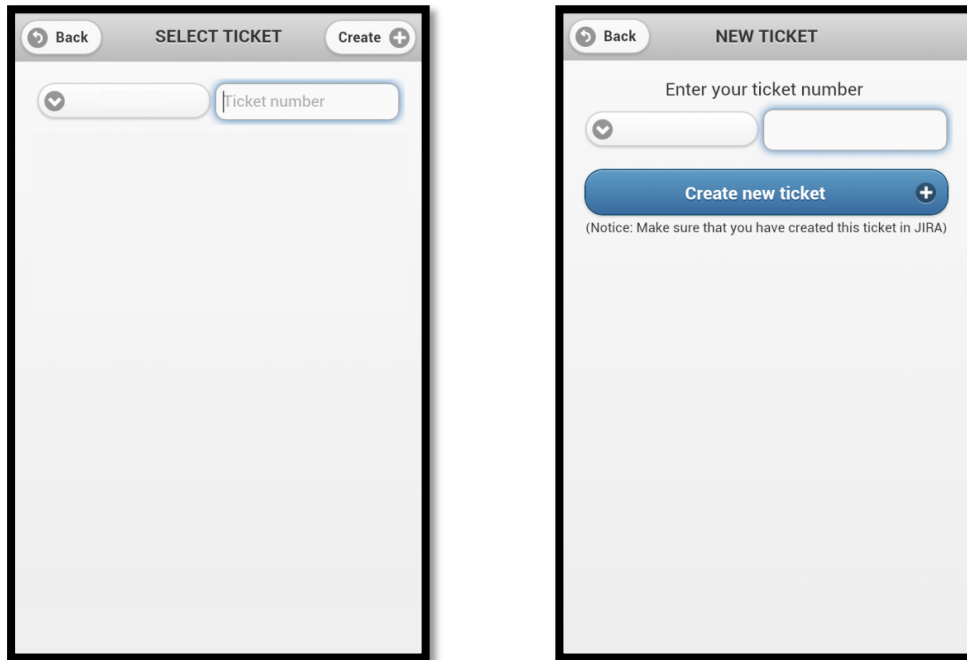 Back SELECT TICKET Create
Ticket number
Back NEW TICKET
Enter your ticket number
Create new ticket
(Notice: Make sure that you have created this ticket in JIRA)